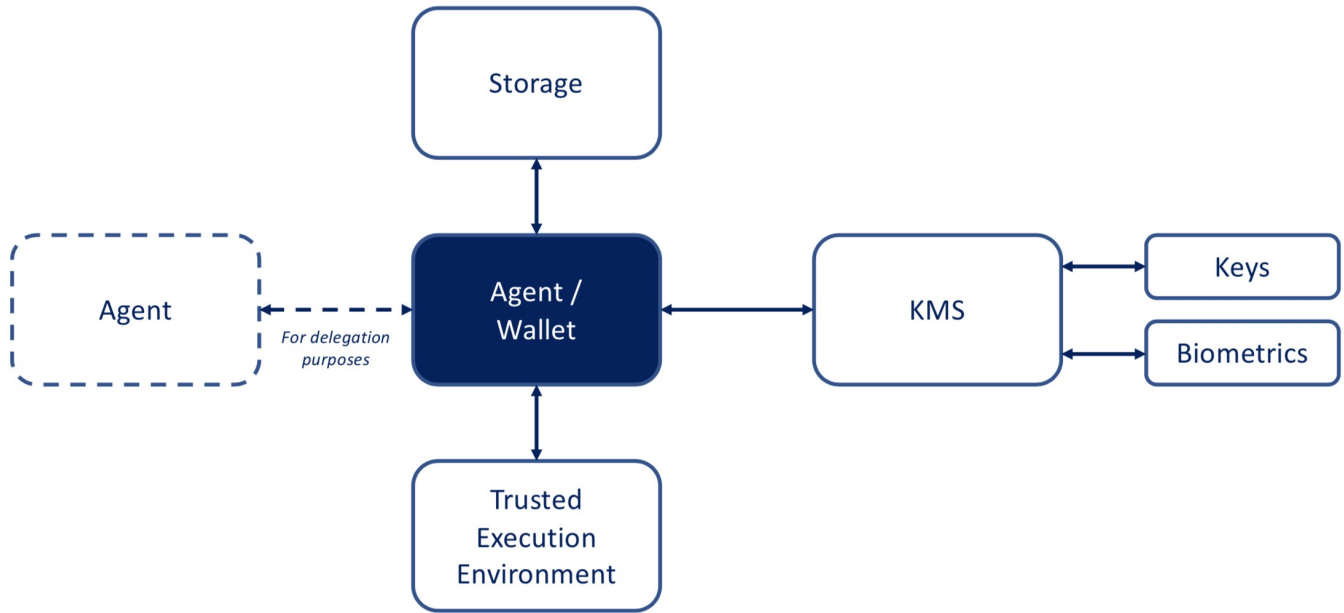 Storage
Agent
For delegation
purposes
Agent /
Wallet
KMS
Keys
Biometrics
Trusted
Execution
Environment